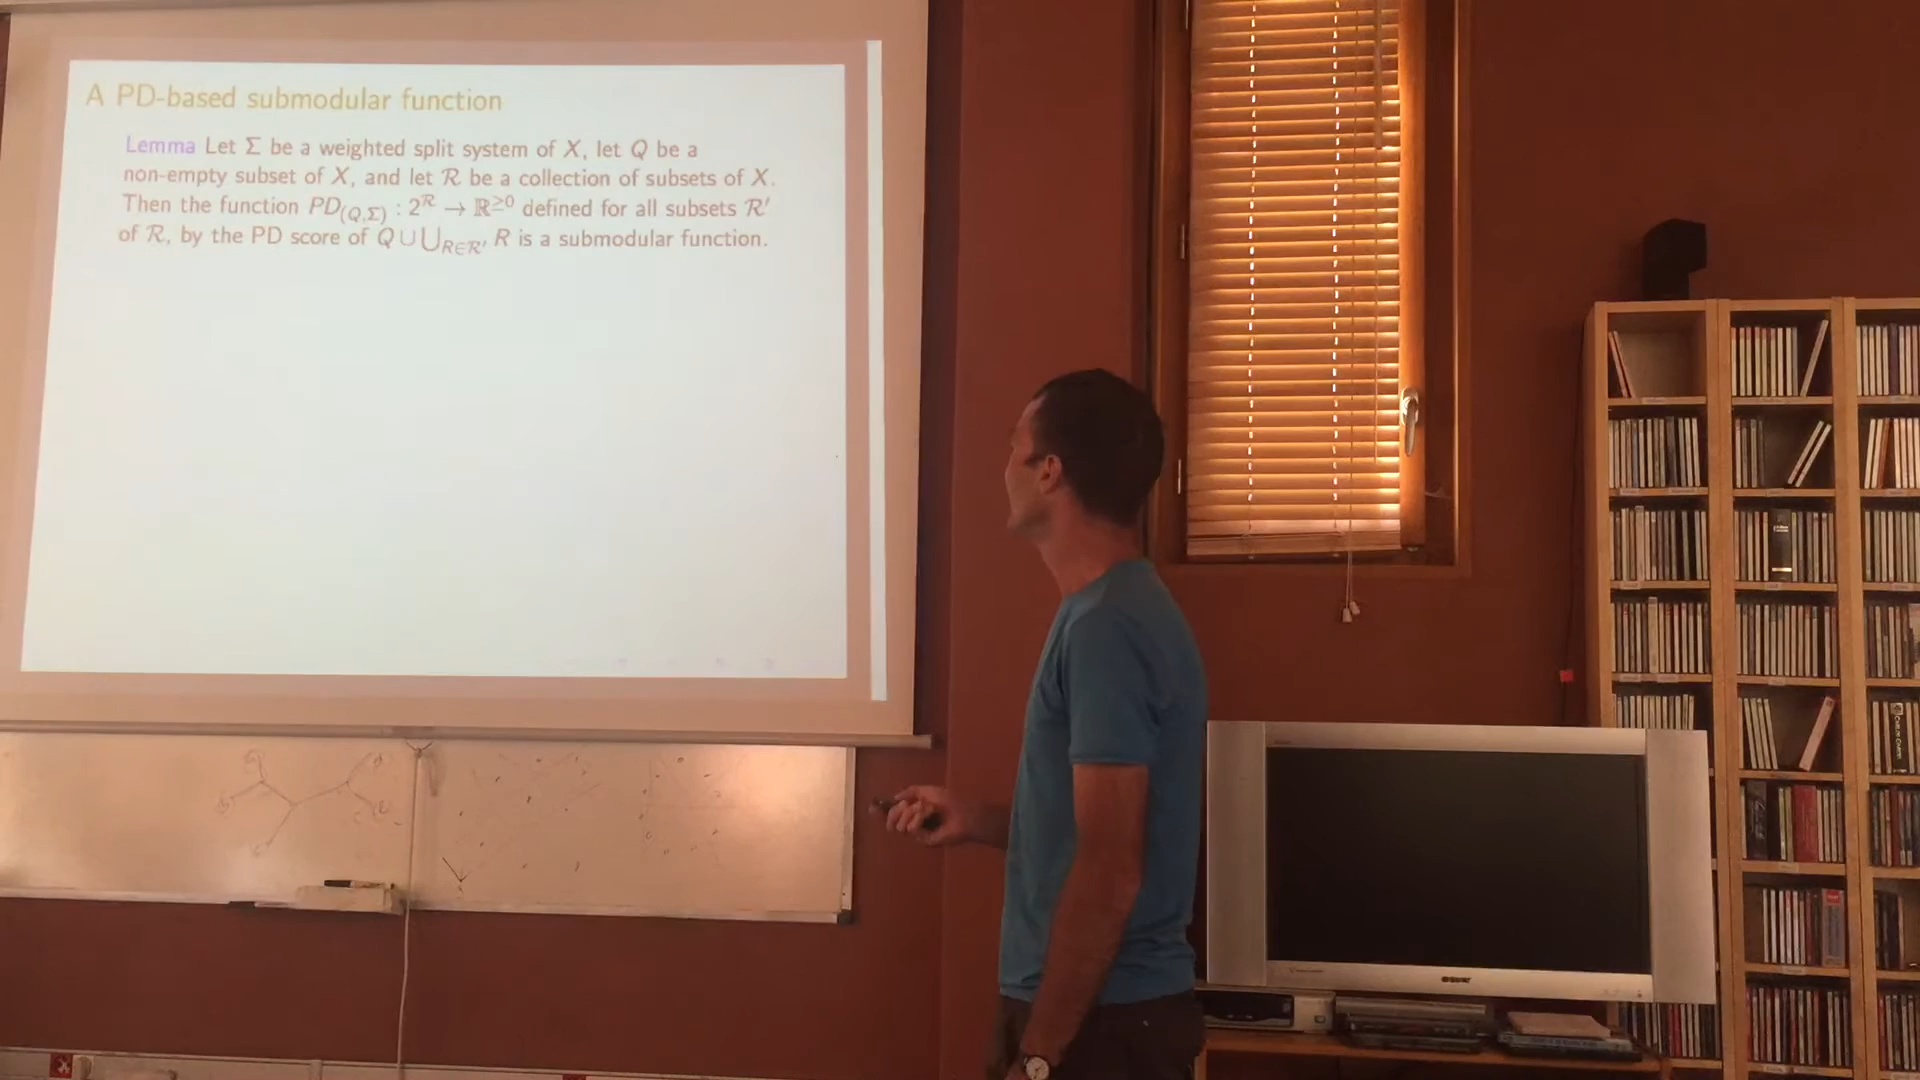 A PD-based submodular function
Lemma Let Σ be a weighted split system of X, let Q be a
non-empty subset of X, and let ℛ be a collection of subsets of X.
Then the function PD_(Q,Σ) : 2^ℛ → ℝ^≥0 defined for all subsets ℛ′
of ℛ, by the PD score of Q ∪ ⋃_R∈ℛ′ R is a submodular function.